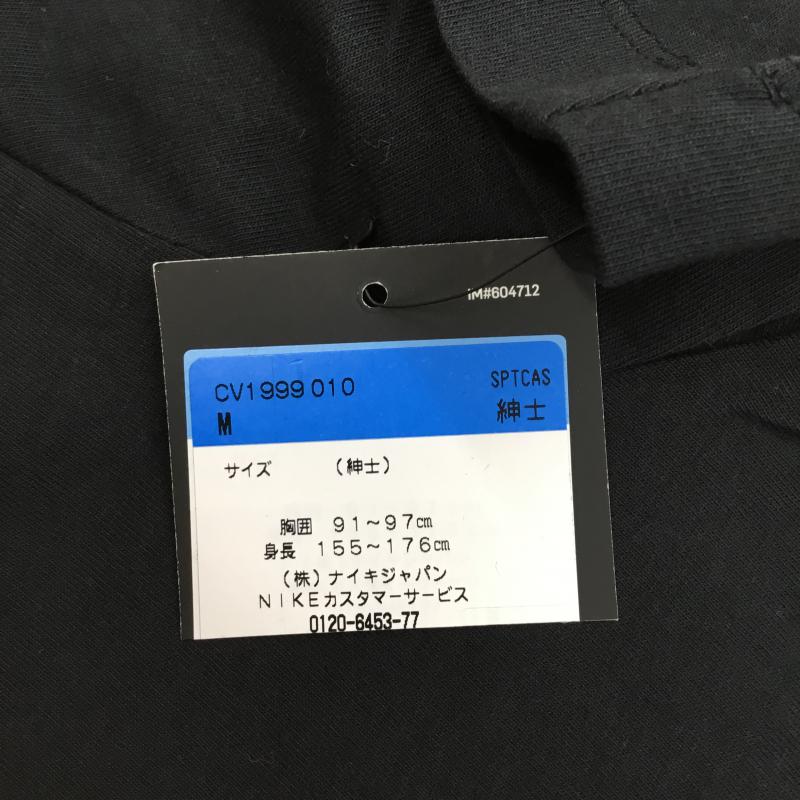 IM#604712
CV1999 010 SPTCAS
M 紳士
サイズ (紳士)
胸囲 91～97㎝
身長 155～176㎝
(株)ナイキジャパン
NIKEカスタマーサービス
0120-6453-77